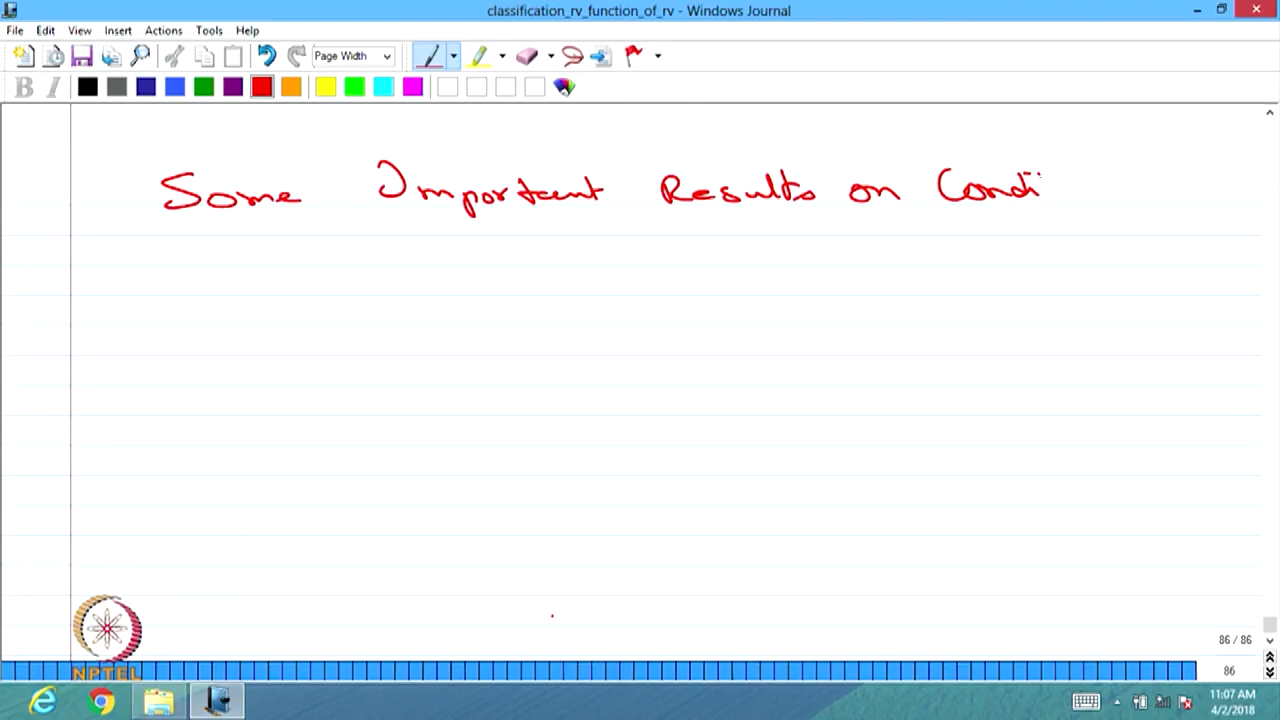 classification_rv_function_of_rv - Windows Journal
File Edit View Insert Actions Tools Help
Page Width
B I
Some Important Results on Condi
86 / 86
NPTEL
86
11:07 AM
4/2/2018